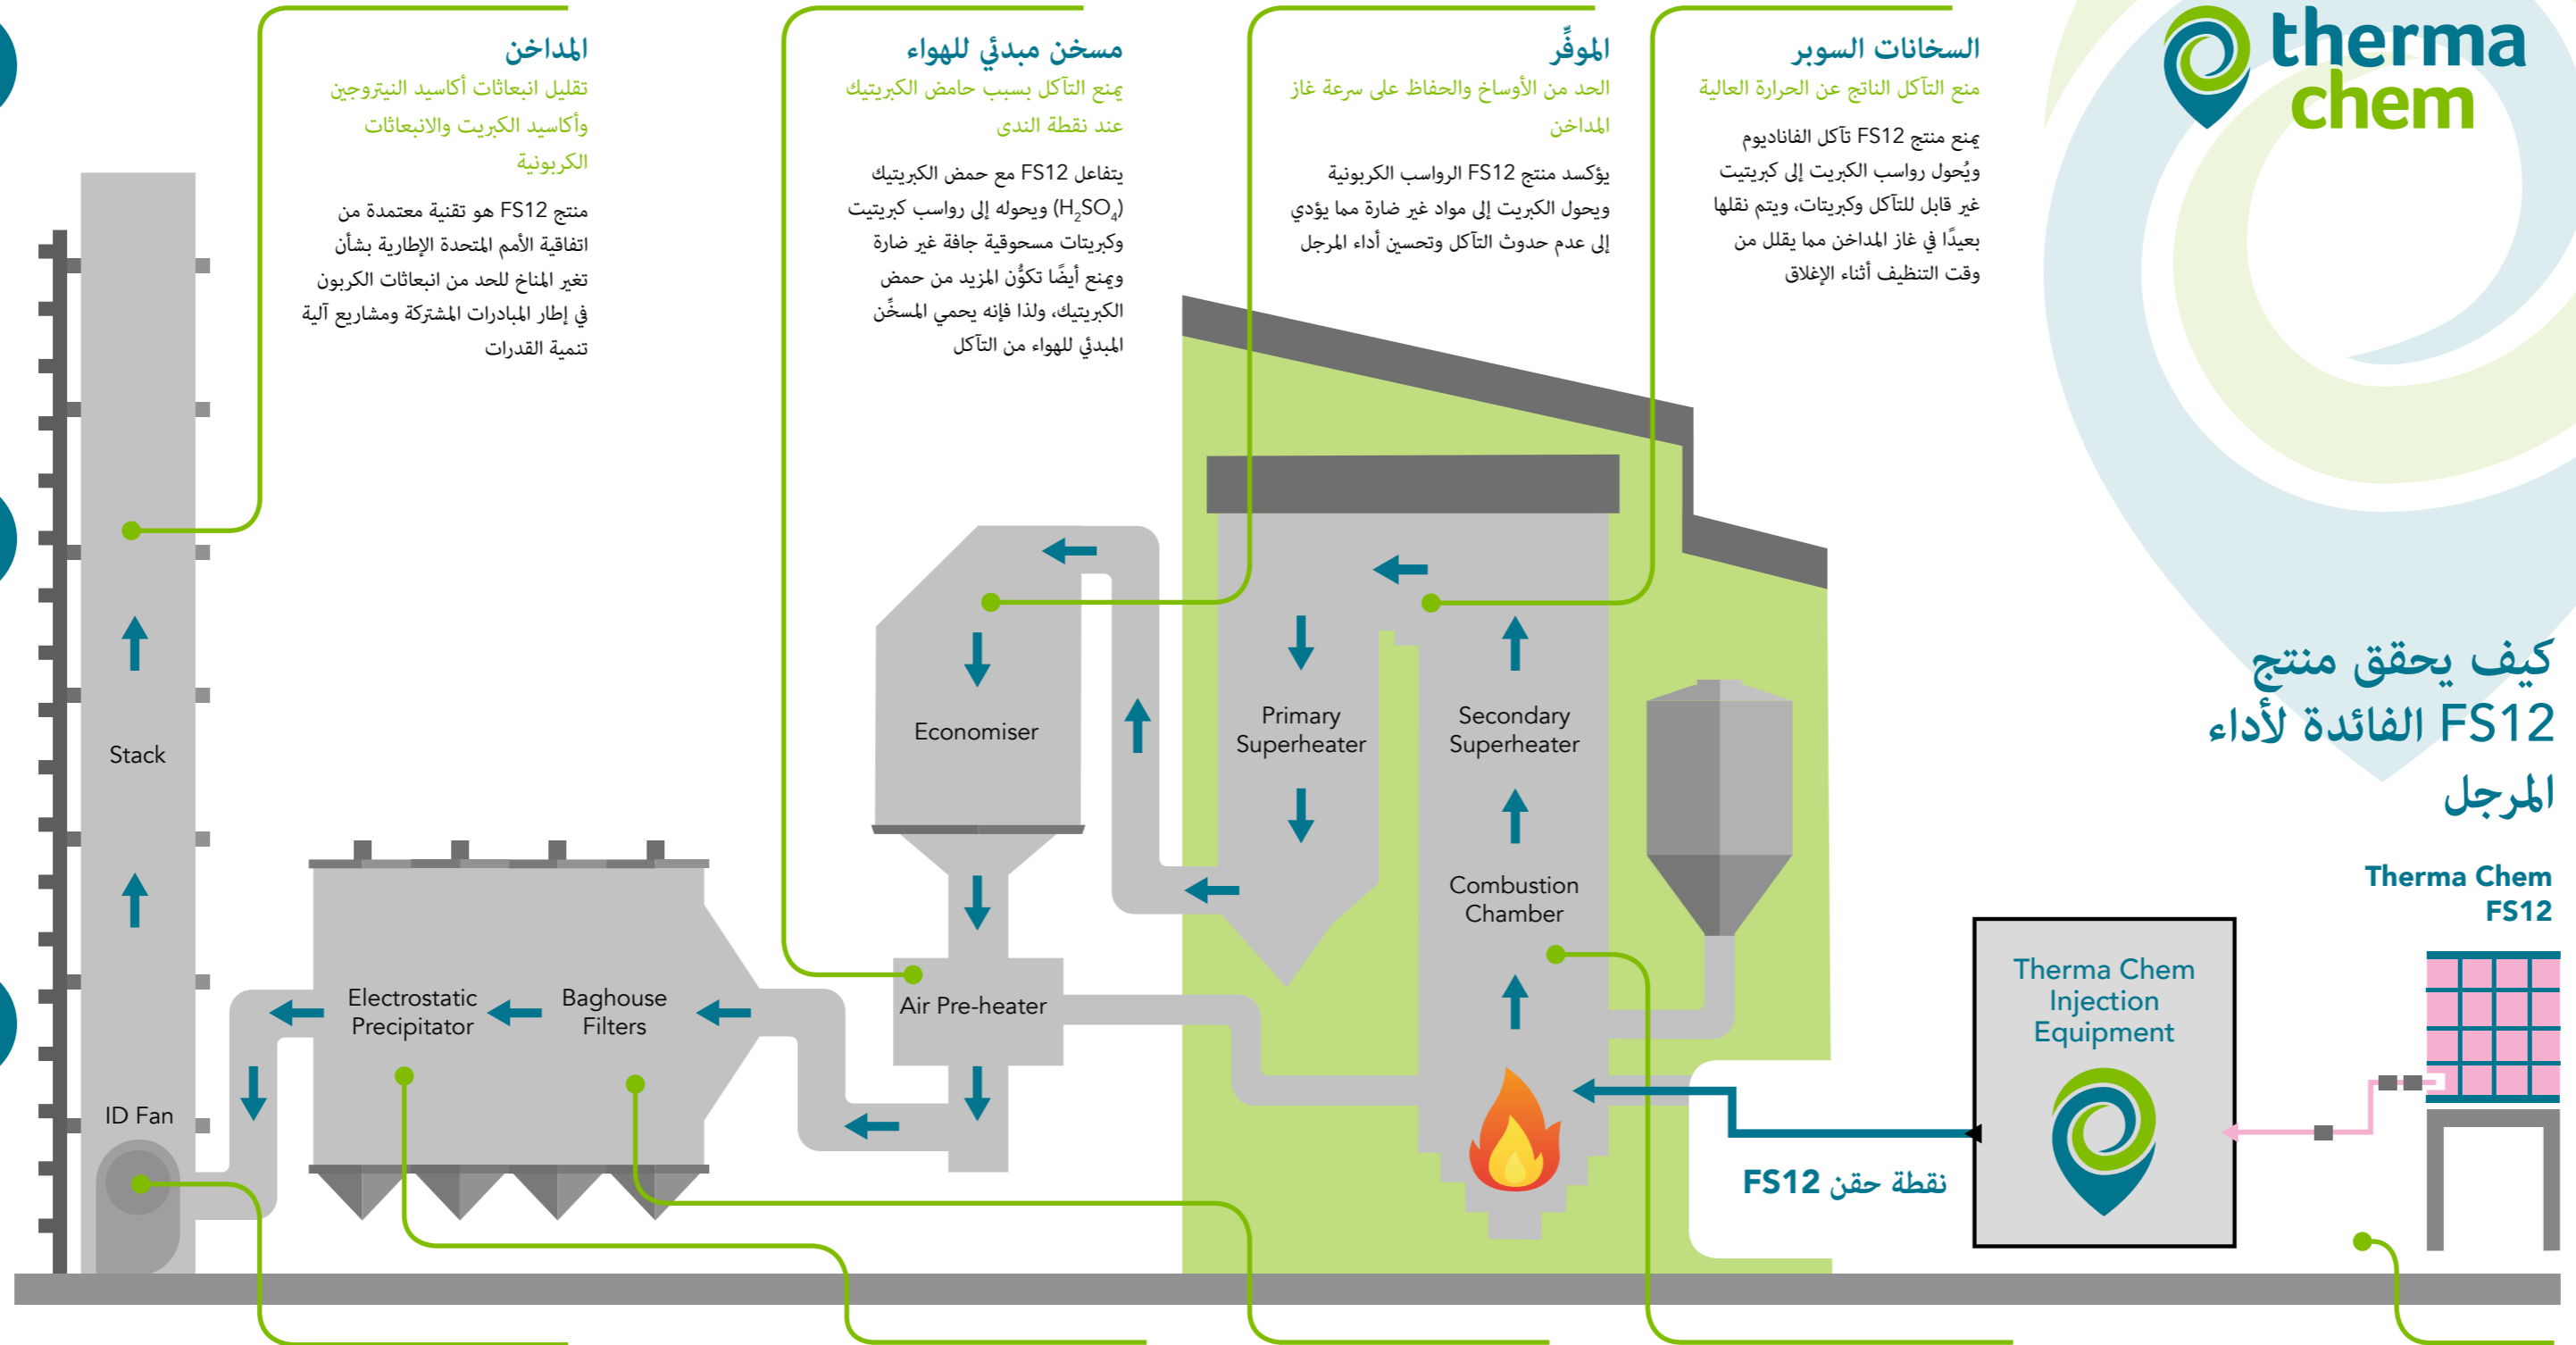 therma
chem
السخانات السوبر
منع التآكل الناتج عن الحرارة العالية
يمنع منتج FS12 تآكل الفاناديوم
ويُحول رواسب الكبريت إلى كبريتيت
غير قابل للتآكل وكبريتات، ويتم نقلها
بعيدًا في غاز المداخن مما يقلل من
وقت التنظيف أثناء الإغلاق
الموفِّر
الحد من الأوساخ والحفاظ على سرعة غاز
المداخن
يؤكسد منتج FS12 الرواسب الكربونية
ويحول الكبريت إلى مواد غير ضارة مما يؤدي
إلى عدم حدوث التآكل وتحسين أداء المرجل
مسخن مبدئي للهواء
يمنع التآكل بسبب حامض الكبريتيك
عند نقطة الندى
يتفاعل FS12 مع حمض الكبريتيك
(H₂SO₄) ويحوله إلى رواسب كبريتيت
وكبريتات مسحوقية جافة غير ضارة
ويمنع أيضًا تكوُّن المزيد من حمض
الكبريتيك، ولذا فإنه يحمي المسخِّن
المبدئي للهواء من التآكل
المداخن
تقليل انبعاثات أكاسيد النيتروجين
وأكاسيد الكبريت والانبعاثات
الكربونية
منتج FS12 هو تقنية معتمدة من
اتفاقية الأمم المتحدة الإطارية بشأن
تغير المناخ للحد من انبعاثات الكربون
في إطار المبادرات المشتركة ومشاريع آلية
تنمية القدرات
كيف يحقق منتج
FS12 الفائدة لأداء
المرجل
Therma Chem
FS12
Therma Chem
Injection
Equipment
نقطة حقن FS12
Secondary
Superheater
Combustion
Chamber
Primary
Superheater
Economiser
Air Pre-heater
Baghouse
Filters
Electrostatic
Precipitator
Stack
ID Fan